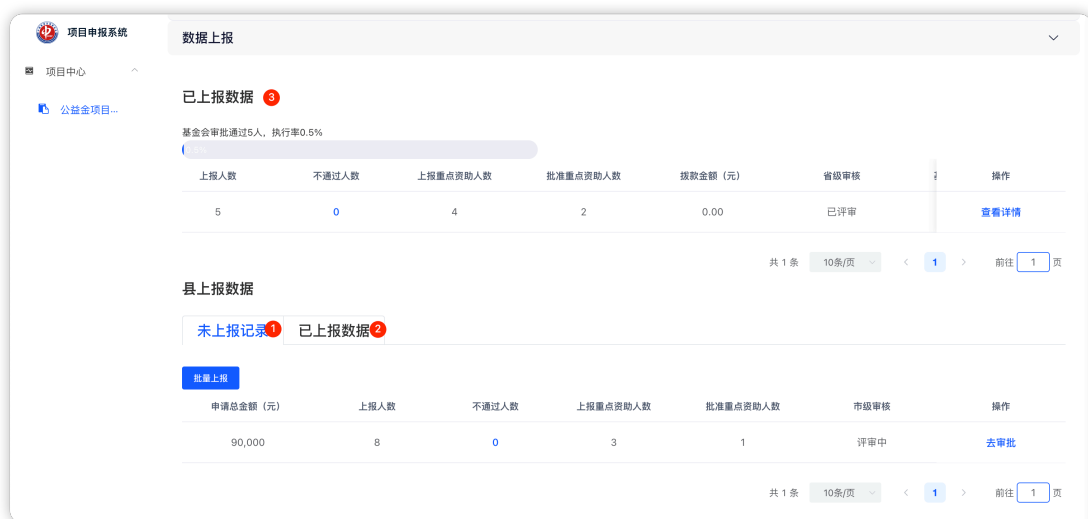 项目申报系统
数据上报
项目中心
公益金项目...
已上报数据 3
基金会审批通过5人，执行率0.5%
上报人数 不通过人数 上报重点资助人数 批准重点资助人数 拨款金额（元） 省级审核 操作
5 0 4 2 0.00 已评审 查看详情
共 1 条 10条/页 1 前往 1 页
县上报数据
未上报记录 1 已上报数据 2
批量上报
申请总金额（元） 上报人数 不通过人数 上报重点资助人数 批准重点资助人数 市级审核 操作
90,000 8 0 3 1 评审中 去审批
共 1 条 10条/页 1 前往 1 页